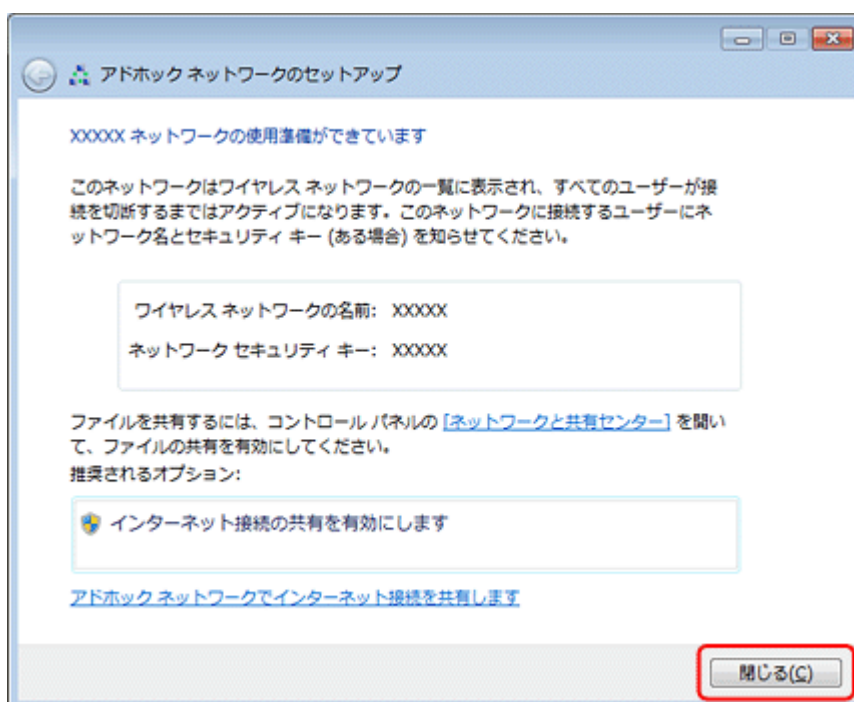 アドホック ネットワークのセットアップ
XXXXX ネットワークの使用準備ができています
このネットワークはワイヤレス ネットワークの一覧に表示され、すべてのユーザーが接
続を切断するまではアクティブになります。このネットワークに接続するユーザーにネ
ットワーク名とセキュリティ キー (ある場合) を知らせてください。
ワイヤレス ネットワークの名前: XXXXX
ネットワーク セキュリティ キー: XXXXX
ファイルを共有するには、コントロール パネルの [ネットワークと共有センター] を開い
て、ファイルの共有を有効にしてください。
推奨されるオプション:
インターネット接続の共有を有効にします
アドホック ネットワークでインターネット接続を共有します
閉じる(C)